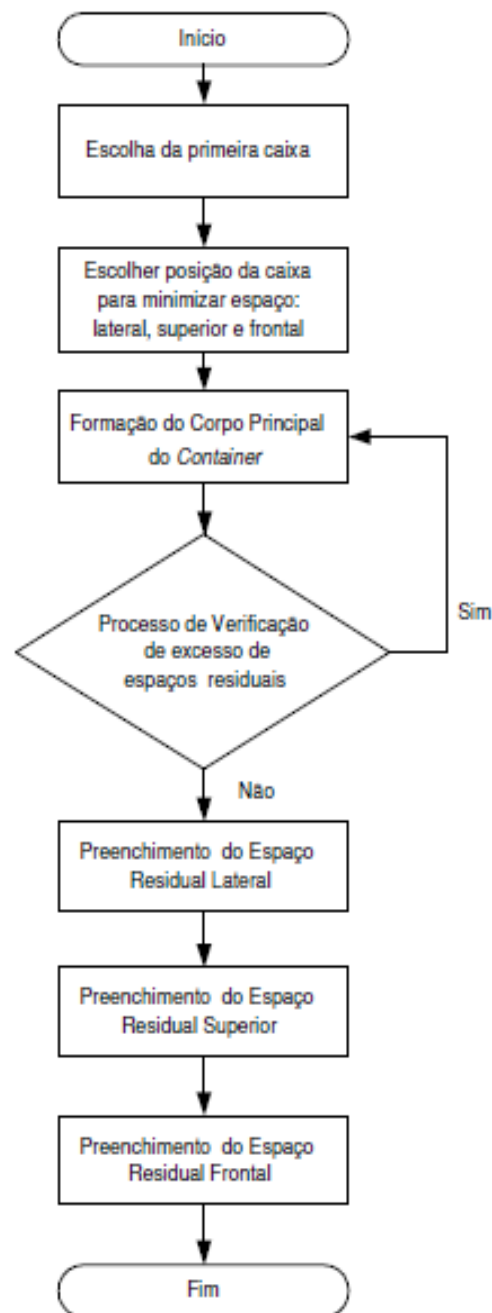 Início
Escolha da primeira caixa
Escolher posição da caixa
para minimizar espaço:
lateral, superior e frontal
Formação do Corpo Principal
do Container
Processo de Verificação
de excesso de
espaços residuais
Sim
Não
Preenchimento do Espaço
Residual Lateral
Preenchimento do Espaço
Residual Superior
Preenchimento do Espaço
Residual Frontal
Fim